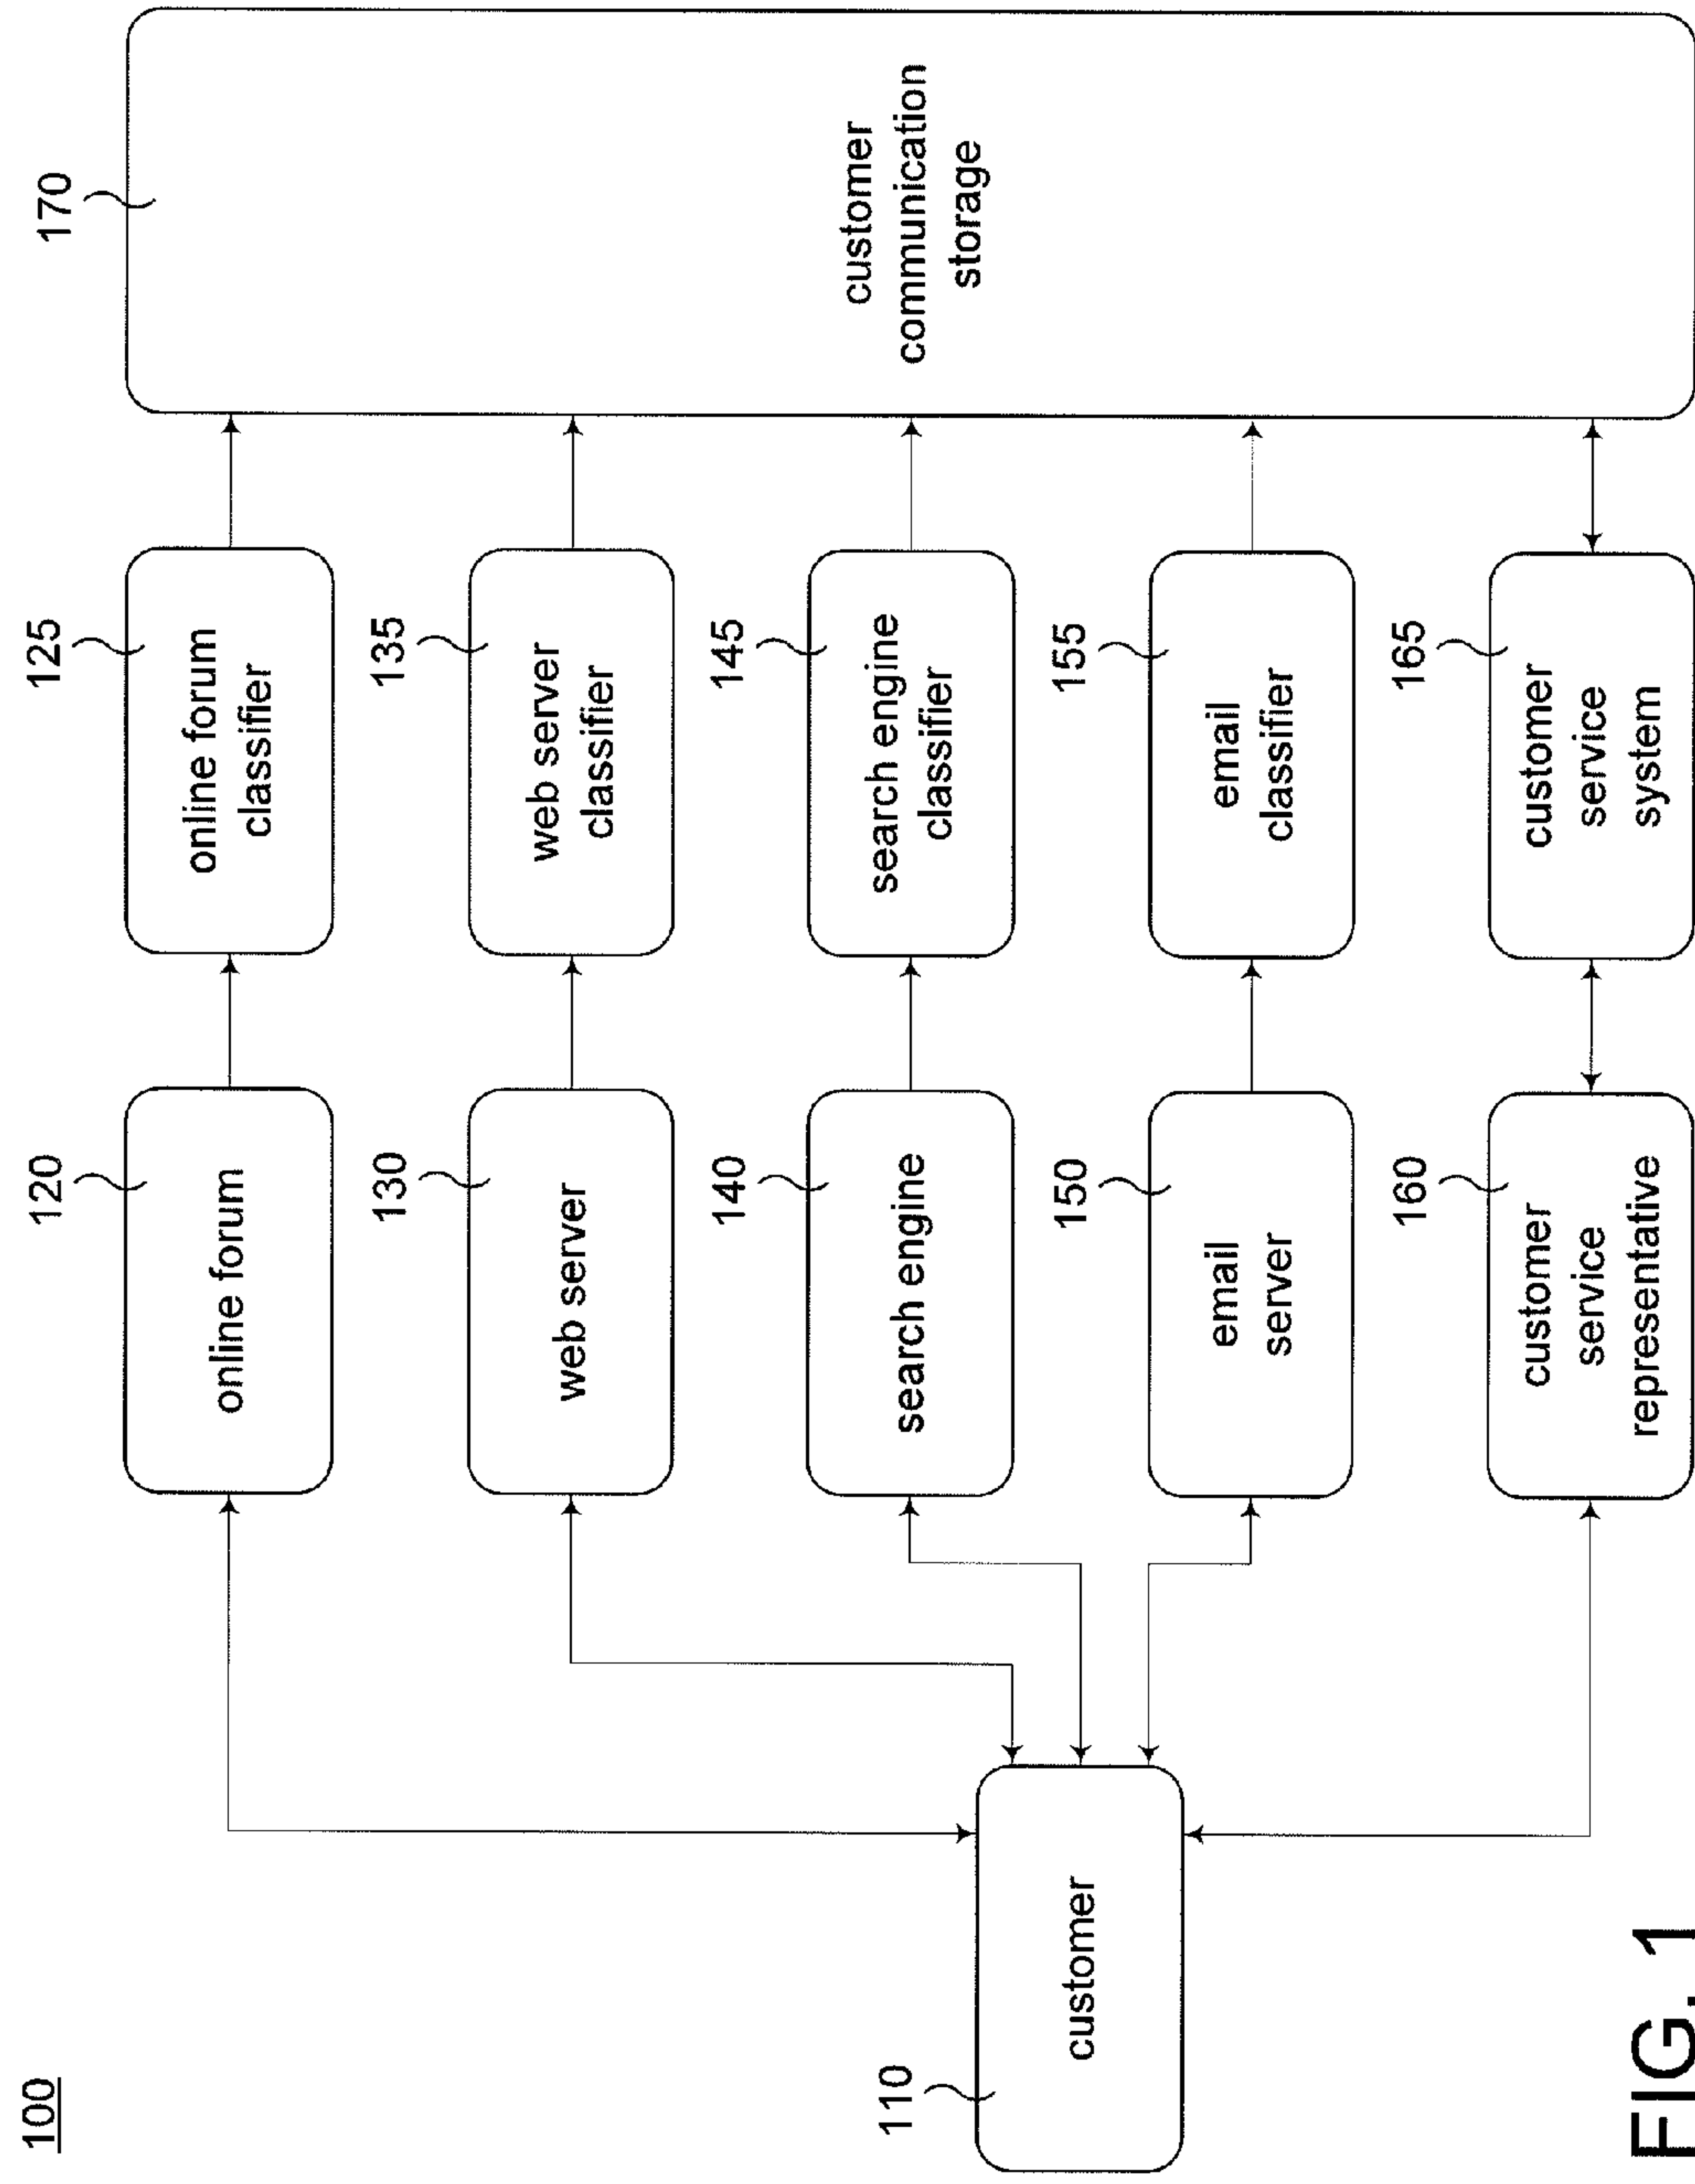 100
110
customer
120
online forum
125
online forum
classifier
130
web server
135
web server
classifier
140
search engine
145
search engine
classifier
150
email
server
155
email
classifier
160
customer
service
representative
165
customer
service
system
170
customer
communication
storage
FIG. 1